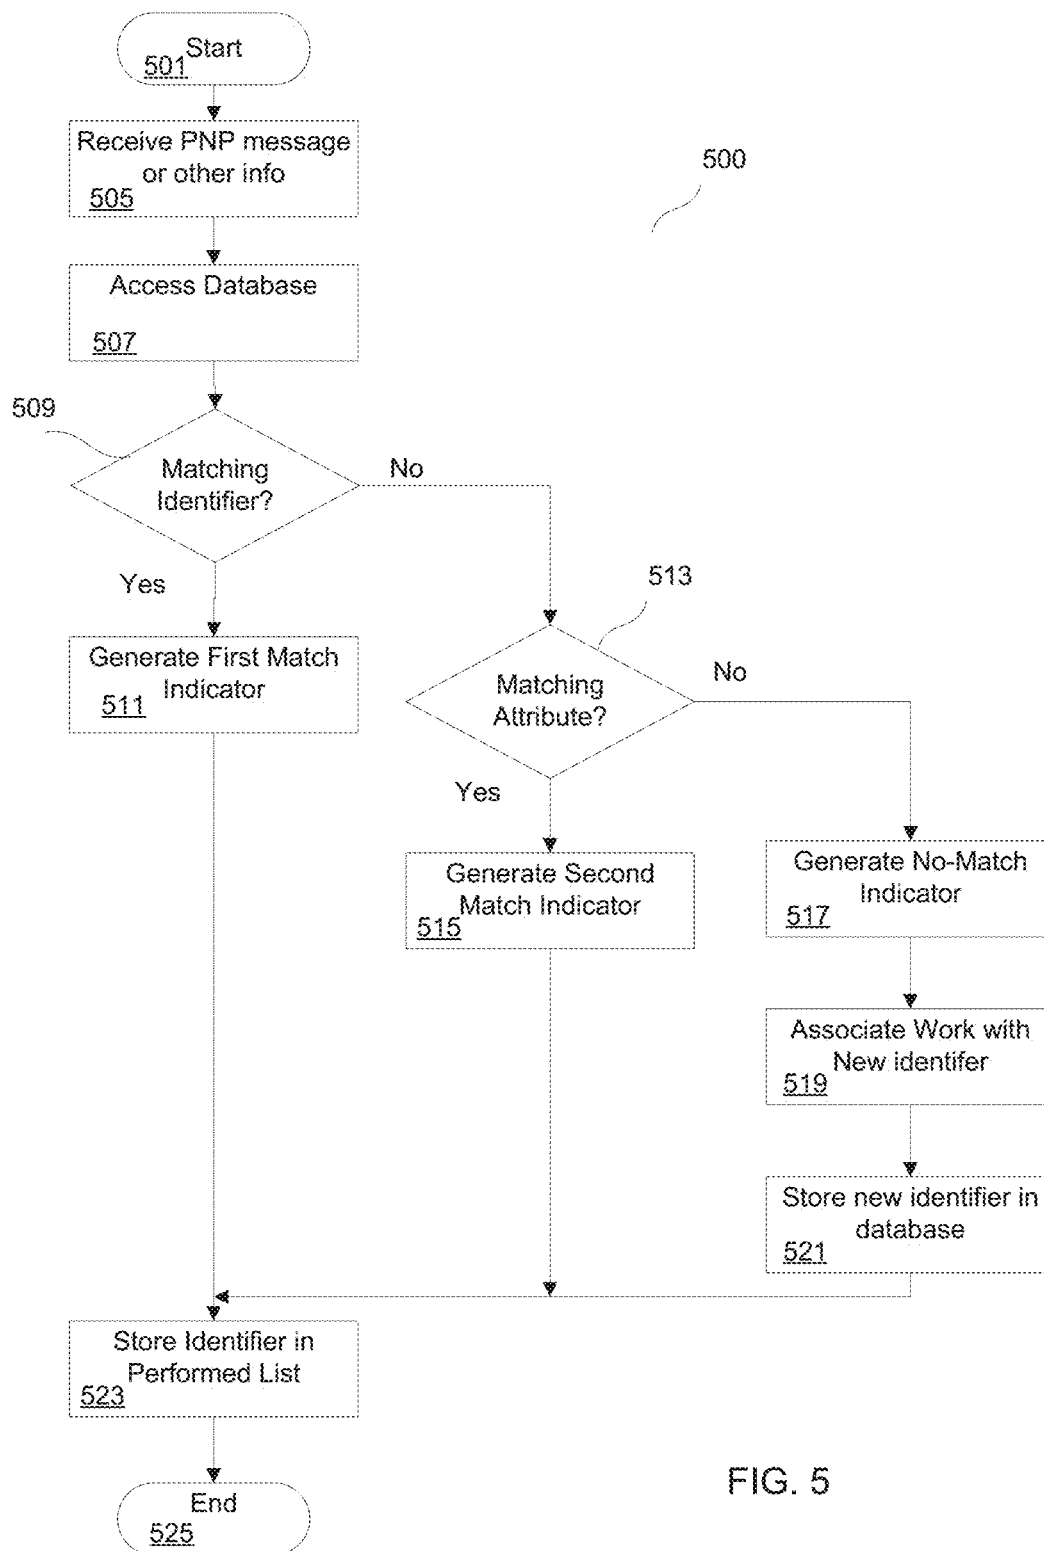 Start
501
Receive PNP message
or other info
505
500
Access Database
507
509
Matching
Identifier?
No
Yes
513
Generate First Match
Indicator
511
Matching
Attribute?
No
Yes
Generate Second
Match Indicator
515
Generate No-Match
Indicator
517
Associate Work with
New identifer
519
Store new identifier in
database
521
Store Identifier in
Performed List
523
End
525
FIG. 5